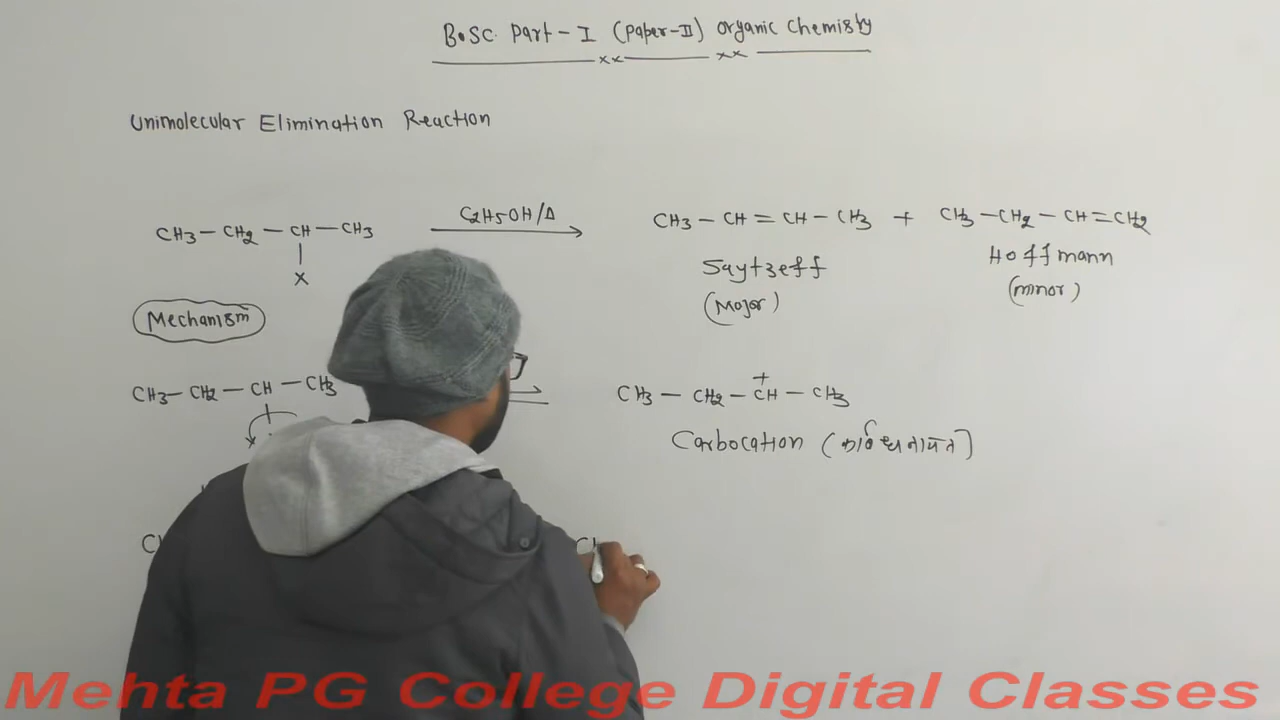 B.SC. Part-I (Paper-II) Organic Chemistry
Unimolecular Elimination Reaction
CH3 — CH2 — CH — CH3
X
C2H5OH/Δ
CH3 — CH = CH — CH3 + CH3 — CH2 — CH = CH2
Saytzeff
(Major)
Hoffmann
(minor)
Mechanism
CH3 — CH2 — CH — CH3
CH3 — CH2 — CH — CH3
+
Carbocation (कार्बधनायन)
Mehta PG College Digital Classes